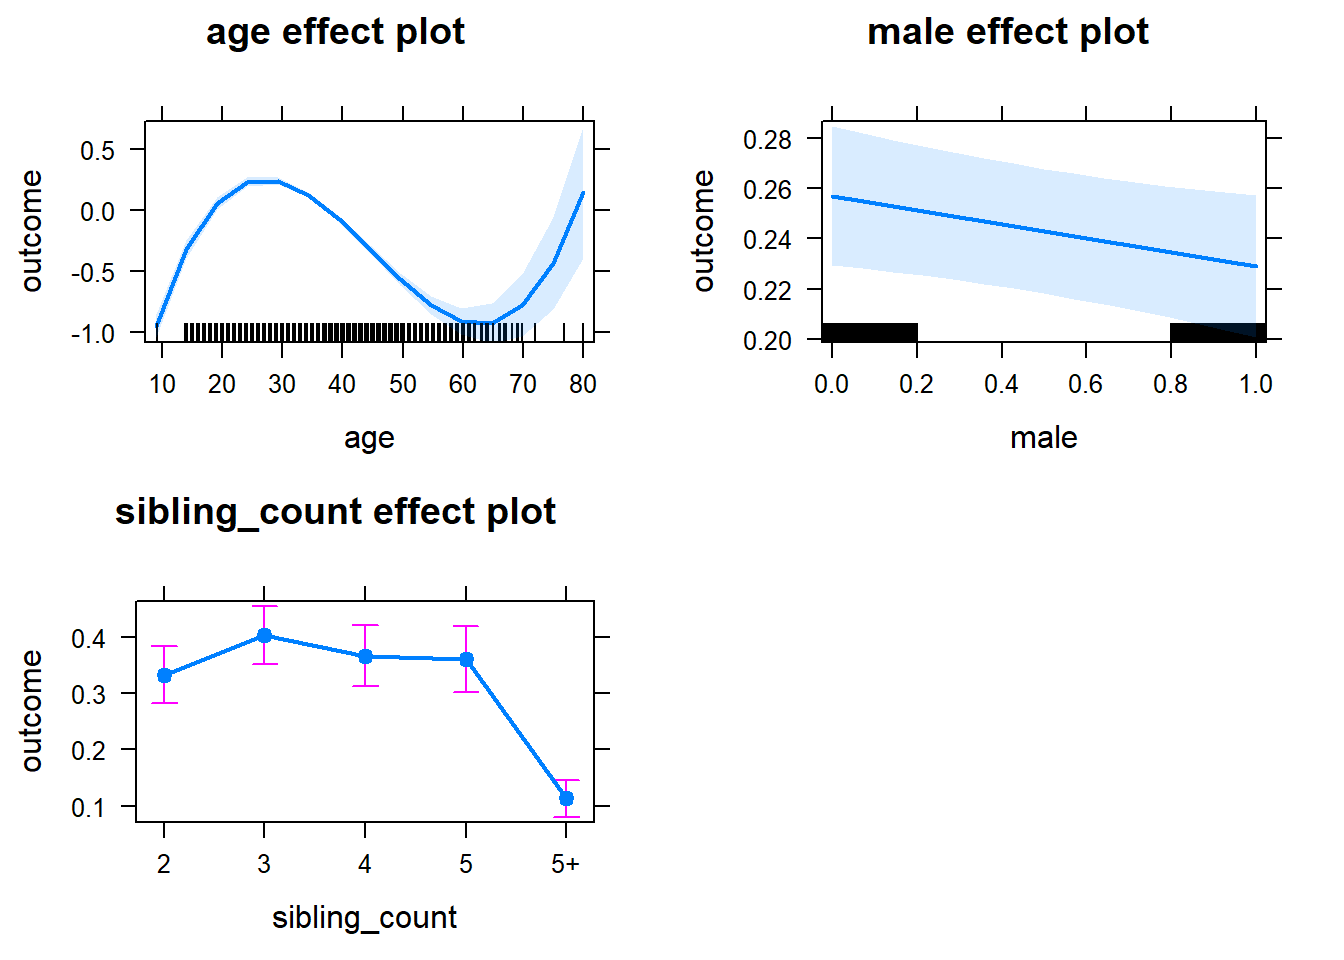 age effect plot
outcome
0.5
0.0
-0.5
-1.0
10 20 30 40 50 60 70 80
age
male effect plot
outcome
0.28
0.26
0.24
0.22
0.20
0.0 0.2 0.4 0.6 0.8 1.0
male
sibling_count effect plot
outcome
0.4
0.3
0.2
0.1
2 3 4 5 5+
sibling_count